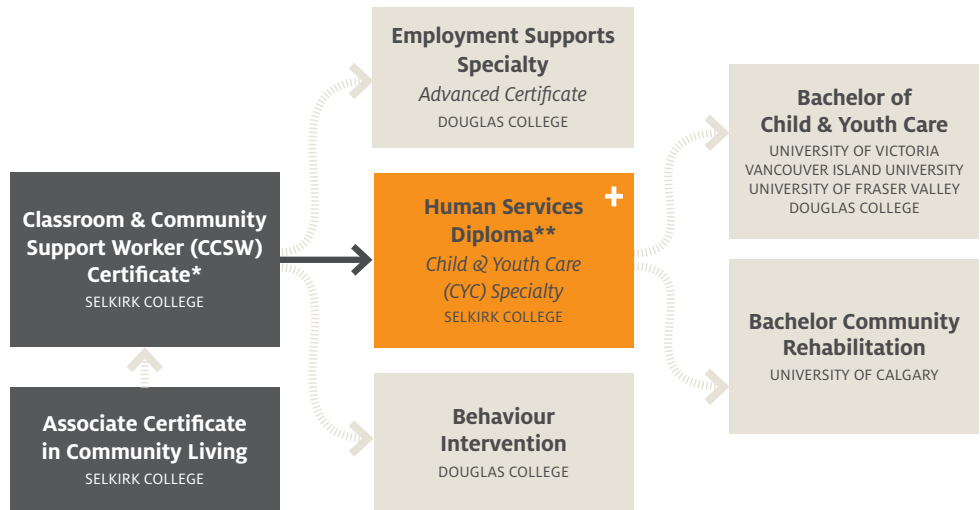 Employment Supports
Specialty
Advanced Certificate
DOUGLAS COLLEGE
Bachelor of
Child & Youth Care
UNIVERSITY OF VICTORIA
VANCOUVER ISLAND UNIVERSITY
UNIVERSITY OF FRASER VALLEY
DOUGLAS COLLEGE
Classroom & Community
Support Worker (CCSW)
Certificate*
SELKIRK COLLEGE
+
Human Services
Diploma**
Child & Youth Care
(CYC) Specialty
SELKIRK COLLEGE
Bachelor Community
Rehabilitation
UNIVERSITY OF CALGARY
Associate Certificate
in Community Living
SELKIRK COLLEGE
Behaviour
Intervention
DOUGLAS COLLEGE